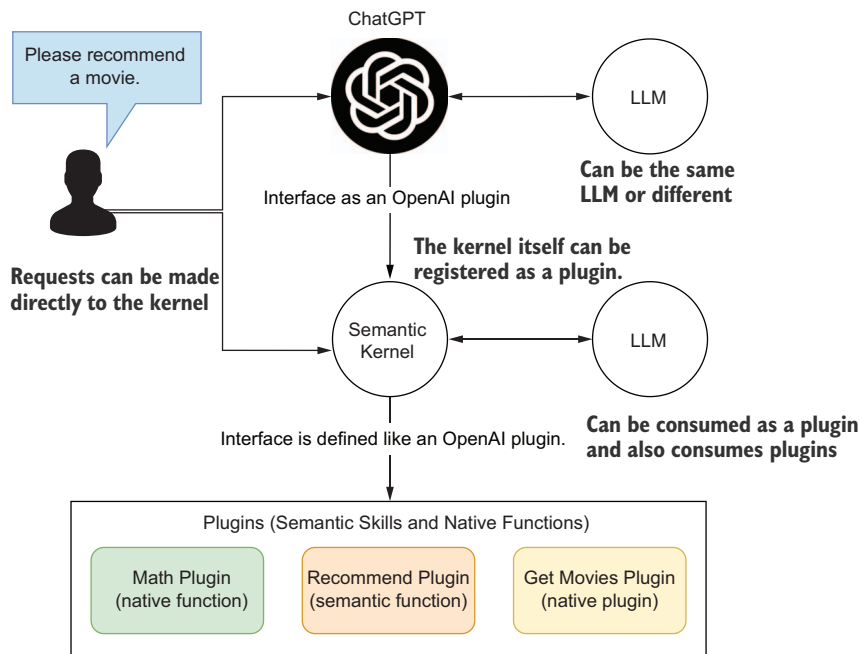 ChatGPT
Please recommend
a movie.
LLM
Can be the same
LLM or different
Interface as an OpenAI plugin
The kernel itself can be
registered as a plugin.
Requests can be made
directly to the kernel
Semantic
Kernel
LLM
Can be consumed as a plugin
and also consumes plugins
Interface is defined like an OpenAI plugin.
Plugins (Semantic Skills and Native Functions)
Math Plugin
(native function)
Recommend Plugin
(semantic function)
Get Movies Plugin
(native plugin)